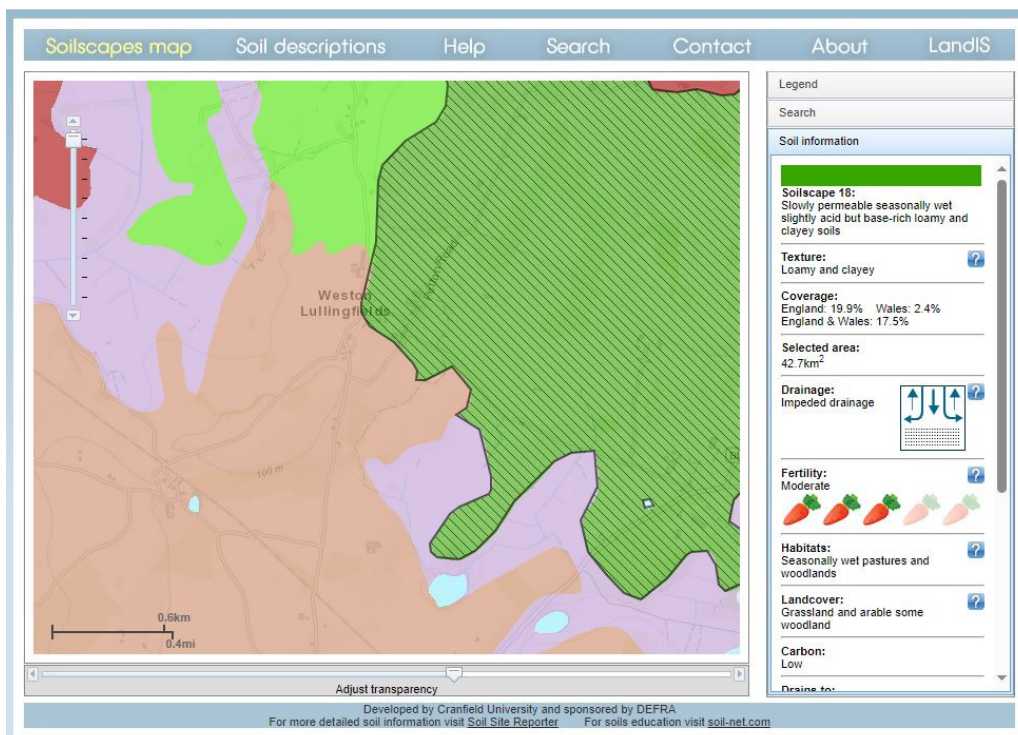 Soilscapes map Soil descriptions Help Search Contact About LandIS
Weston
Lullingfields
100 m
0.6km
0.4mi
Adjust transparency
Legend
Search
Soil information
Soilscape 18:
Slowly permeable seasonally wet
slightly acid but base-rich loamy and
clayey soils
Texture:
Loamy and clayey
Coverage:
England: 19.9% Wales: 2.4%
England & Wales: 17.5%
Selected area:
42.7km2
Drainage:
Impeded drainage
Fertility:
Moderate
Habitats:
Seasonally wet pastures and
woodlands
Landcover:
Grassland and arable some
woodland
Carbon:
Low
Drains to:
Developed by Cranfield University and sponsored by DEFRA
For more detailed soil information visit Soil Site Reporter For soils education visit soil-net.com